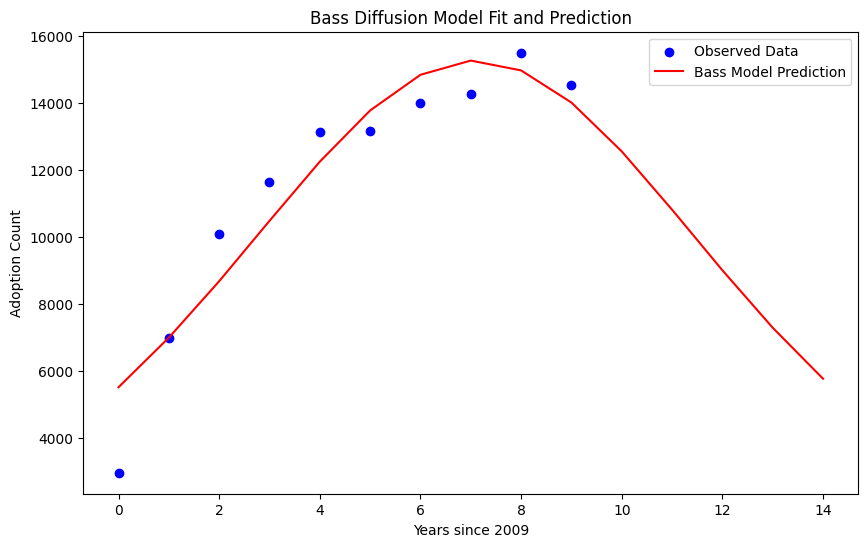 Bass Diffusion Model Fit and Prediction
Observed Data
Bass Model Prediction
16000
14000
12000
10000
8000
6000
4000
Adoption Count
0 2 4 6 8 10 12 14
Years since 2009